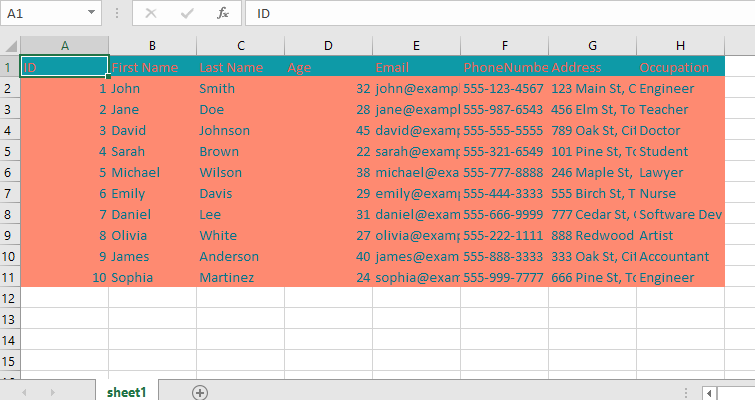 A1 fx ID
A B C D E F G H
1 ID First Name Last Name Age Email PhoneNumbe Address Occupation
2 1 John Smith 32 john@exampl 555-123-4567 123 Main St, C Engineer
3 2 Jane Doe 28 jane@exampl 555-987-6543 456 Elm St, To Teacher
4 3 David Johnson 45 david@exam 555-555-5555 789 Oak St, Cit Doctor
5 4 Sarah Brown 22 sarah@exam 555-321-6549 101 Pine St, To Student
6 5 Michael Wilson 38 michael@exa 555-777-8888 246 Maple St, Lawyer
7 6 Emily Davis 29 emily@examp 555-444-3333 555 Birch St, T Nurse
8 7 Daniel Lee 31 daniel@exam 555-666-9999 777 Cedar St, Software Dev
9 8 Olivia White 27 olivia@examp 555-222-1111 888 Redwood Artist
10 9 James Anderson 40 james@exam 555-888-3333 333 Oak St, Cit Accountant
11 10 Sophia Martinez 24 sophia@exam 555-999-7777 666 Pine St, To Engineer
12
13
14
15
sheet1